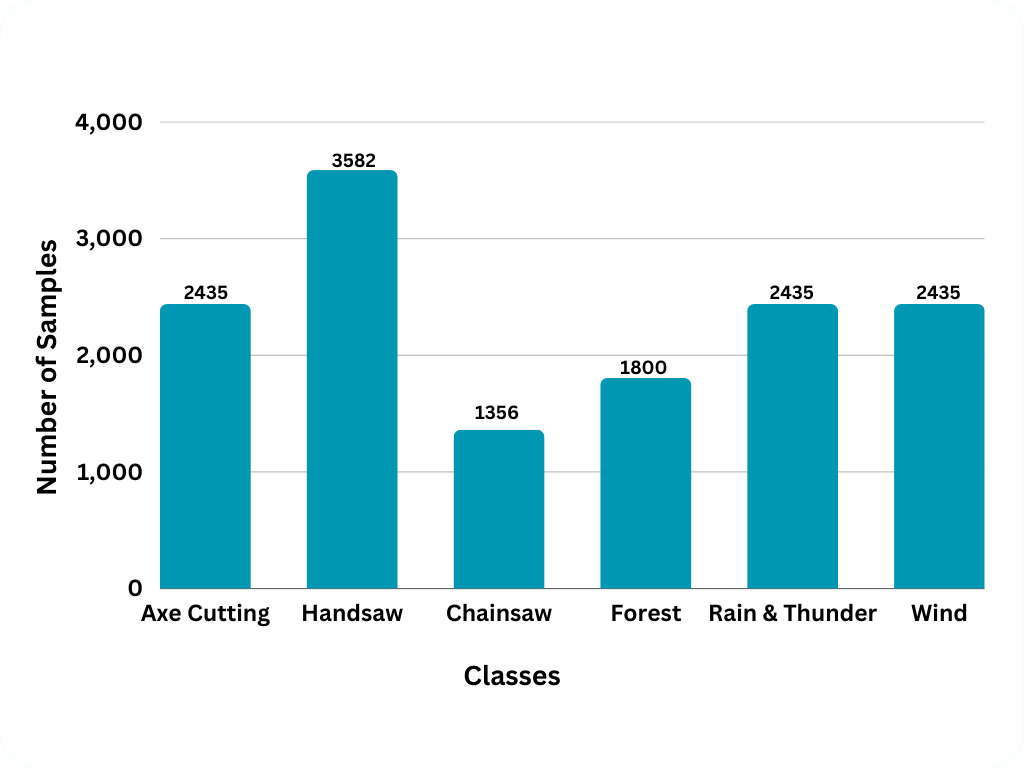 4,000
3,000
2,000
1,000
0
Number of Samples
2435
3582
1356
1800
2435
2435
Axe Cutting
Handsaw
Chainsaw
Forest
Rain & Thunder
Wind
Classes